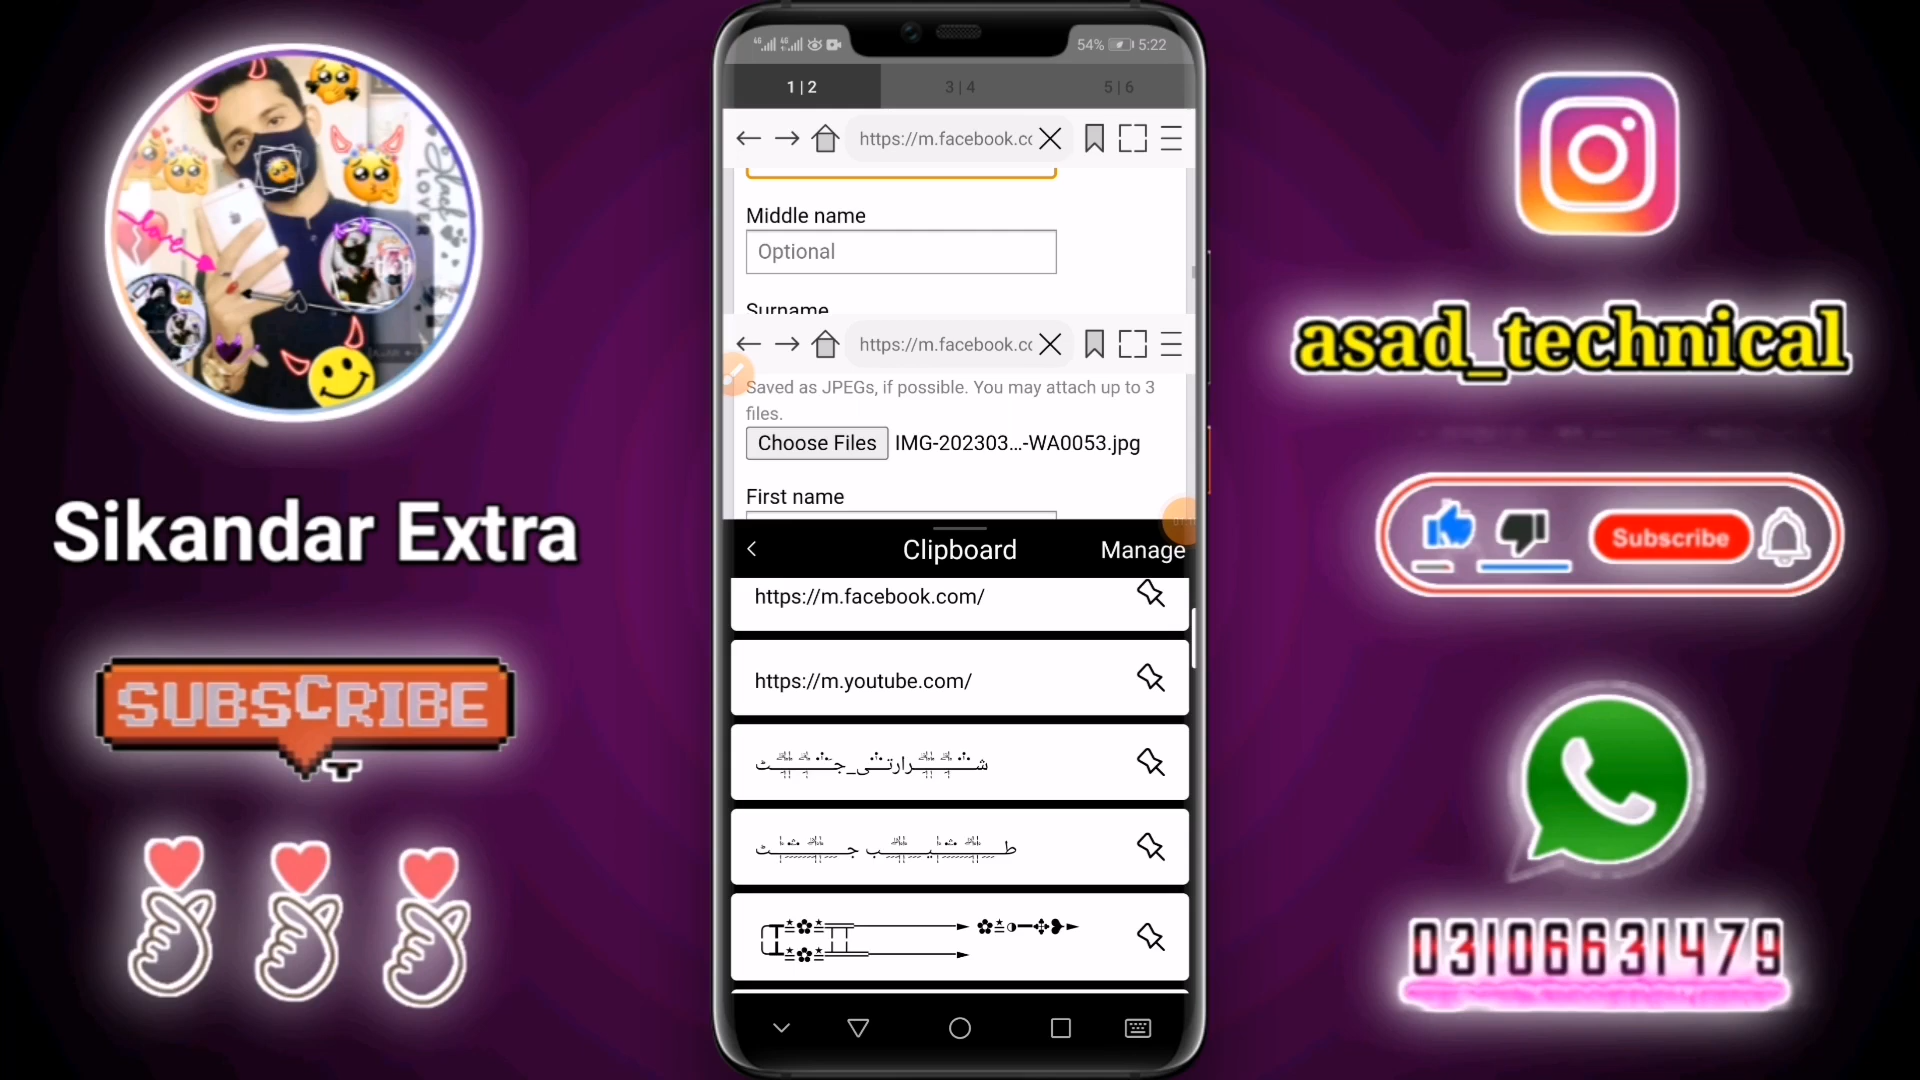 54% 5:22
1 | 2
3 | 4
5 | 6
https://m.facebook.cc
Middle name
Optional
Surname
https://m.facebook.cc
Saved as JPEGs, if possible. You may attach up to 3
files.
Choose Files IMG-202303...-WA0053.jpg
First name
Clipboard
Manage
https://m.facebook.com/
https://m.youtube.com/
Sikandar Extra
SUBSCRIBE
asad_technical
Subscribe
03106631479
LOVER
love